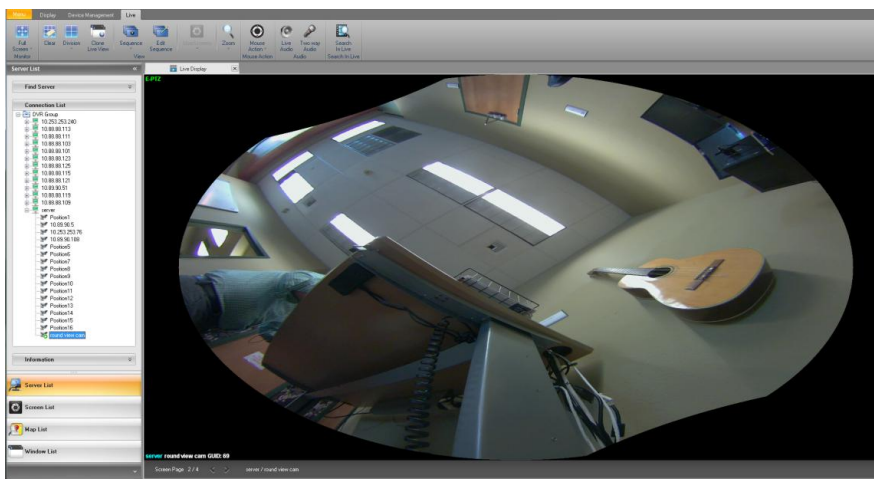 Menu Display Device Management Live
Full Screen
Clear
Division
Clone Live View
Sequence
Edit Sequence
Zoom
Mouse Action
Live Audio
Two way Audio
Search In Live
Monitor View Mouse Action Audio Search In Live
Server List
Live Display
Find Server
E-PTZ
Connection List
DVR Group
10.253.253.240
10.88.88.113
10.88.88.111
10.88.88.103
10.88.88.101
10.88.88.123
10.88.88.125
10.88.88.115
10.88.88.121
10.89.90.51
10.88.88.119
10.88.88.109
server
Position1
10.89.90.5
10.253.253.76
10.89.90.108
Position5
Position6
Position7
Position8
Position9
Position10
Position11
Position12
Position13
Position14
Position15
Position16
round view cam
Information
Server List
Screen List
Map List
Window List
server round view cam GUID: 69
Screen Page 2 / 4 server / round view cam